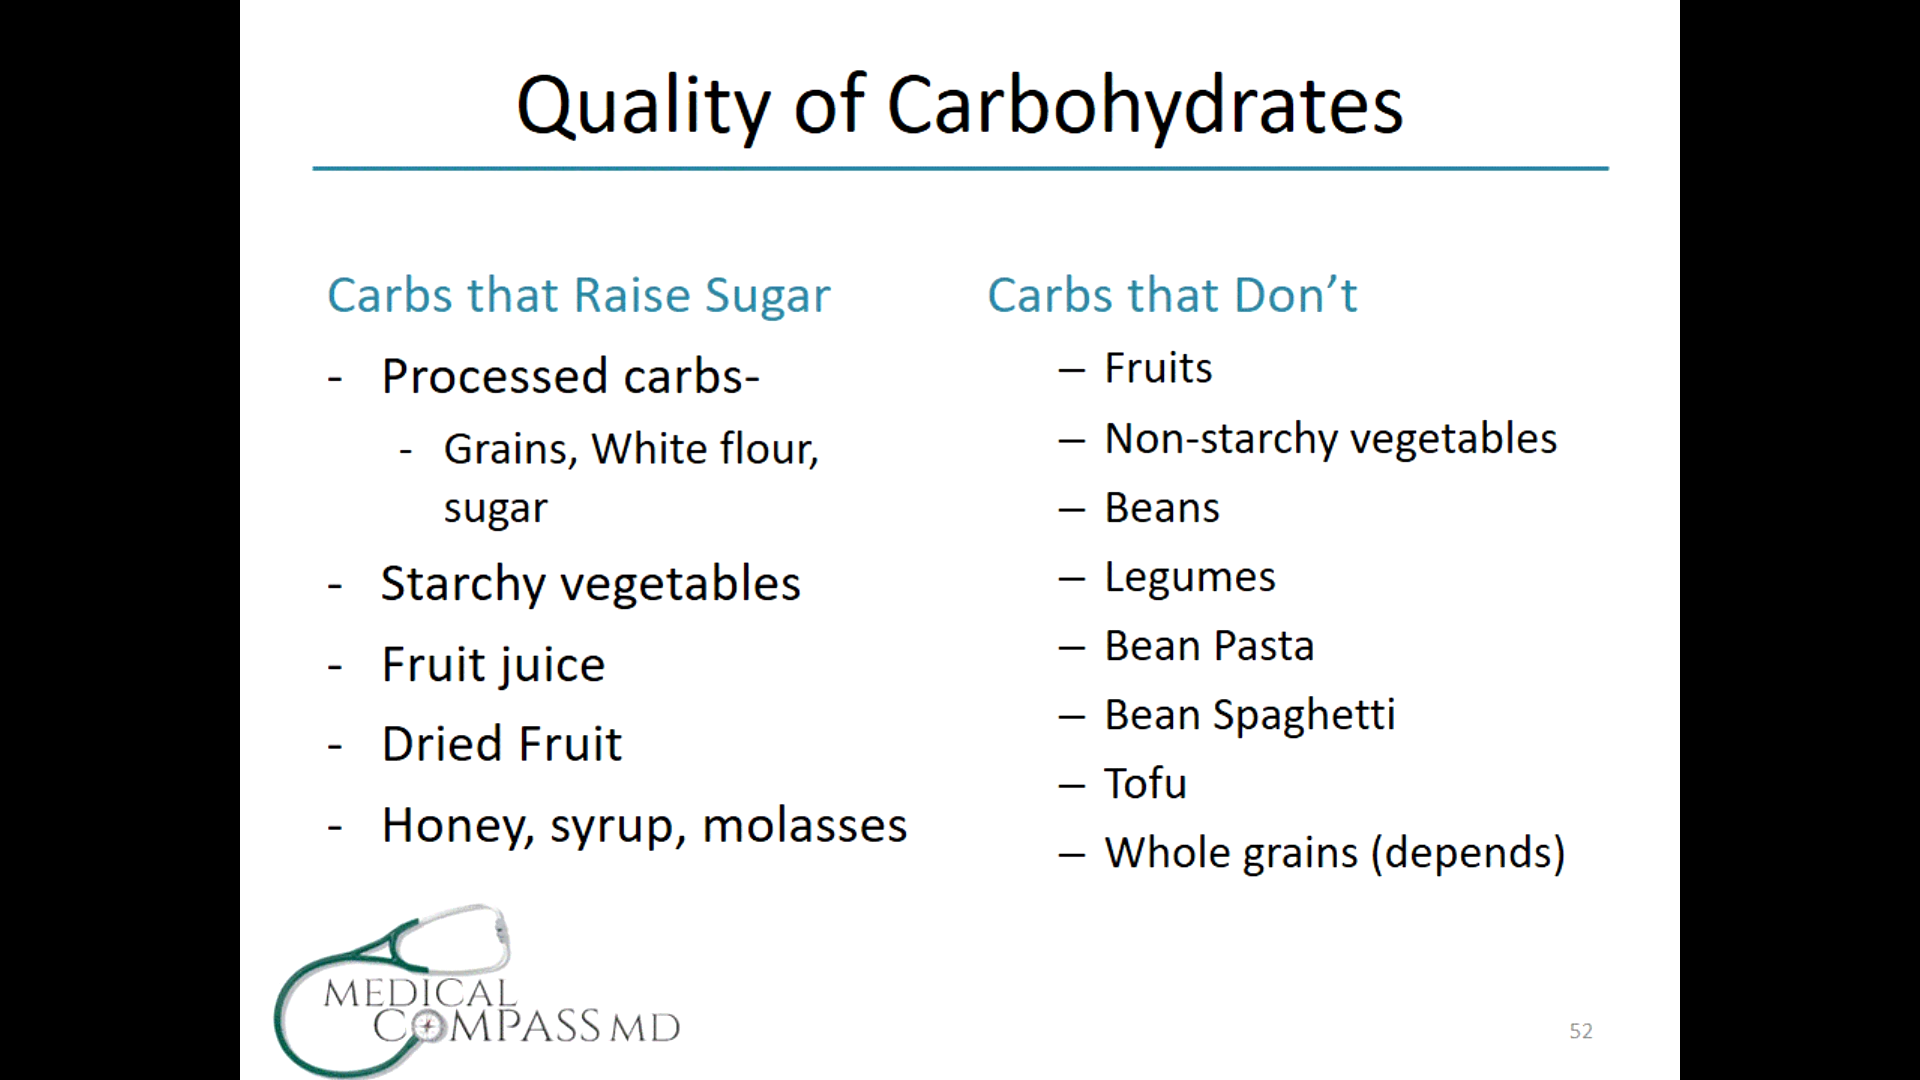 Quality of Carbohydrates
Carbs that Raise Sugar
- Processed carbs-
- Grains, White flour,
sugar
- Starchy vegetables
- Fruit juice
- Dried Fruit
- Honey, syrup, molasses
Carbs that Don’t
– Fruits
– Non-starchy vegetables
– Beans
– Legumes
– Bean Pasta
– Bean Spaghetti
– Tofu
– Whole grains (depends)
MEDICAL
COMPASS MD
52